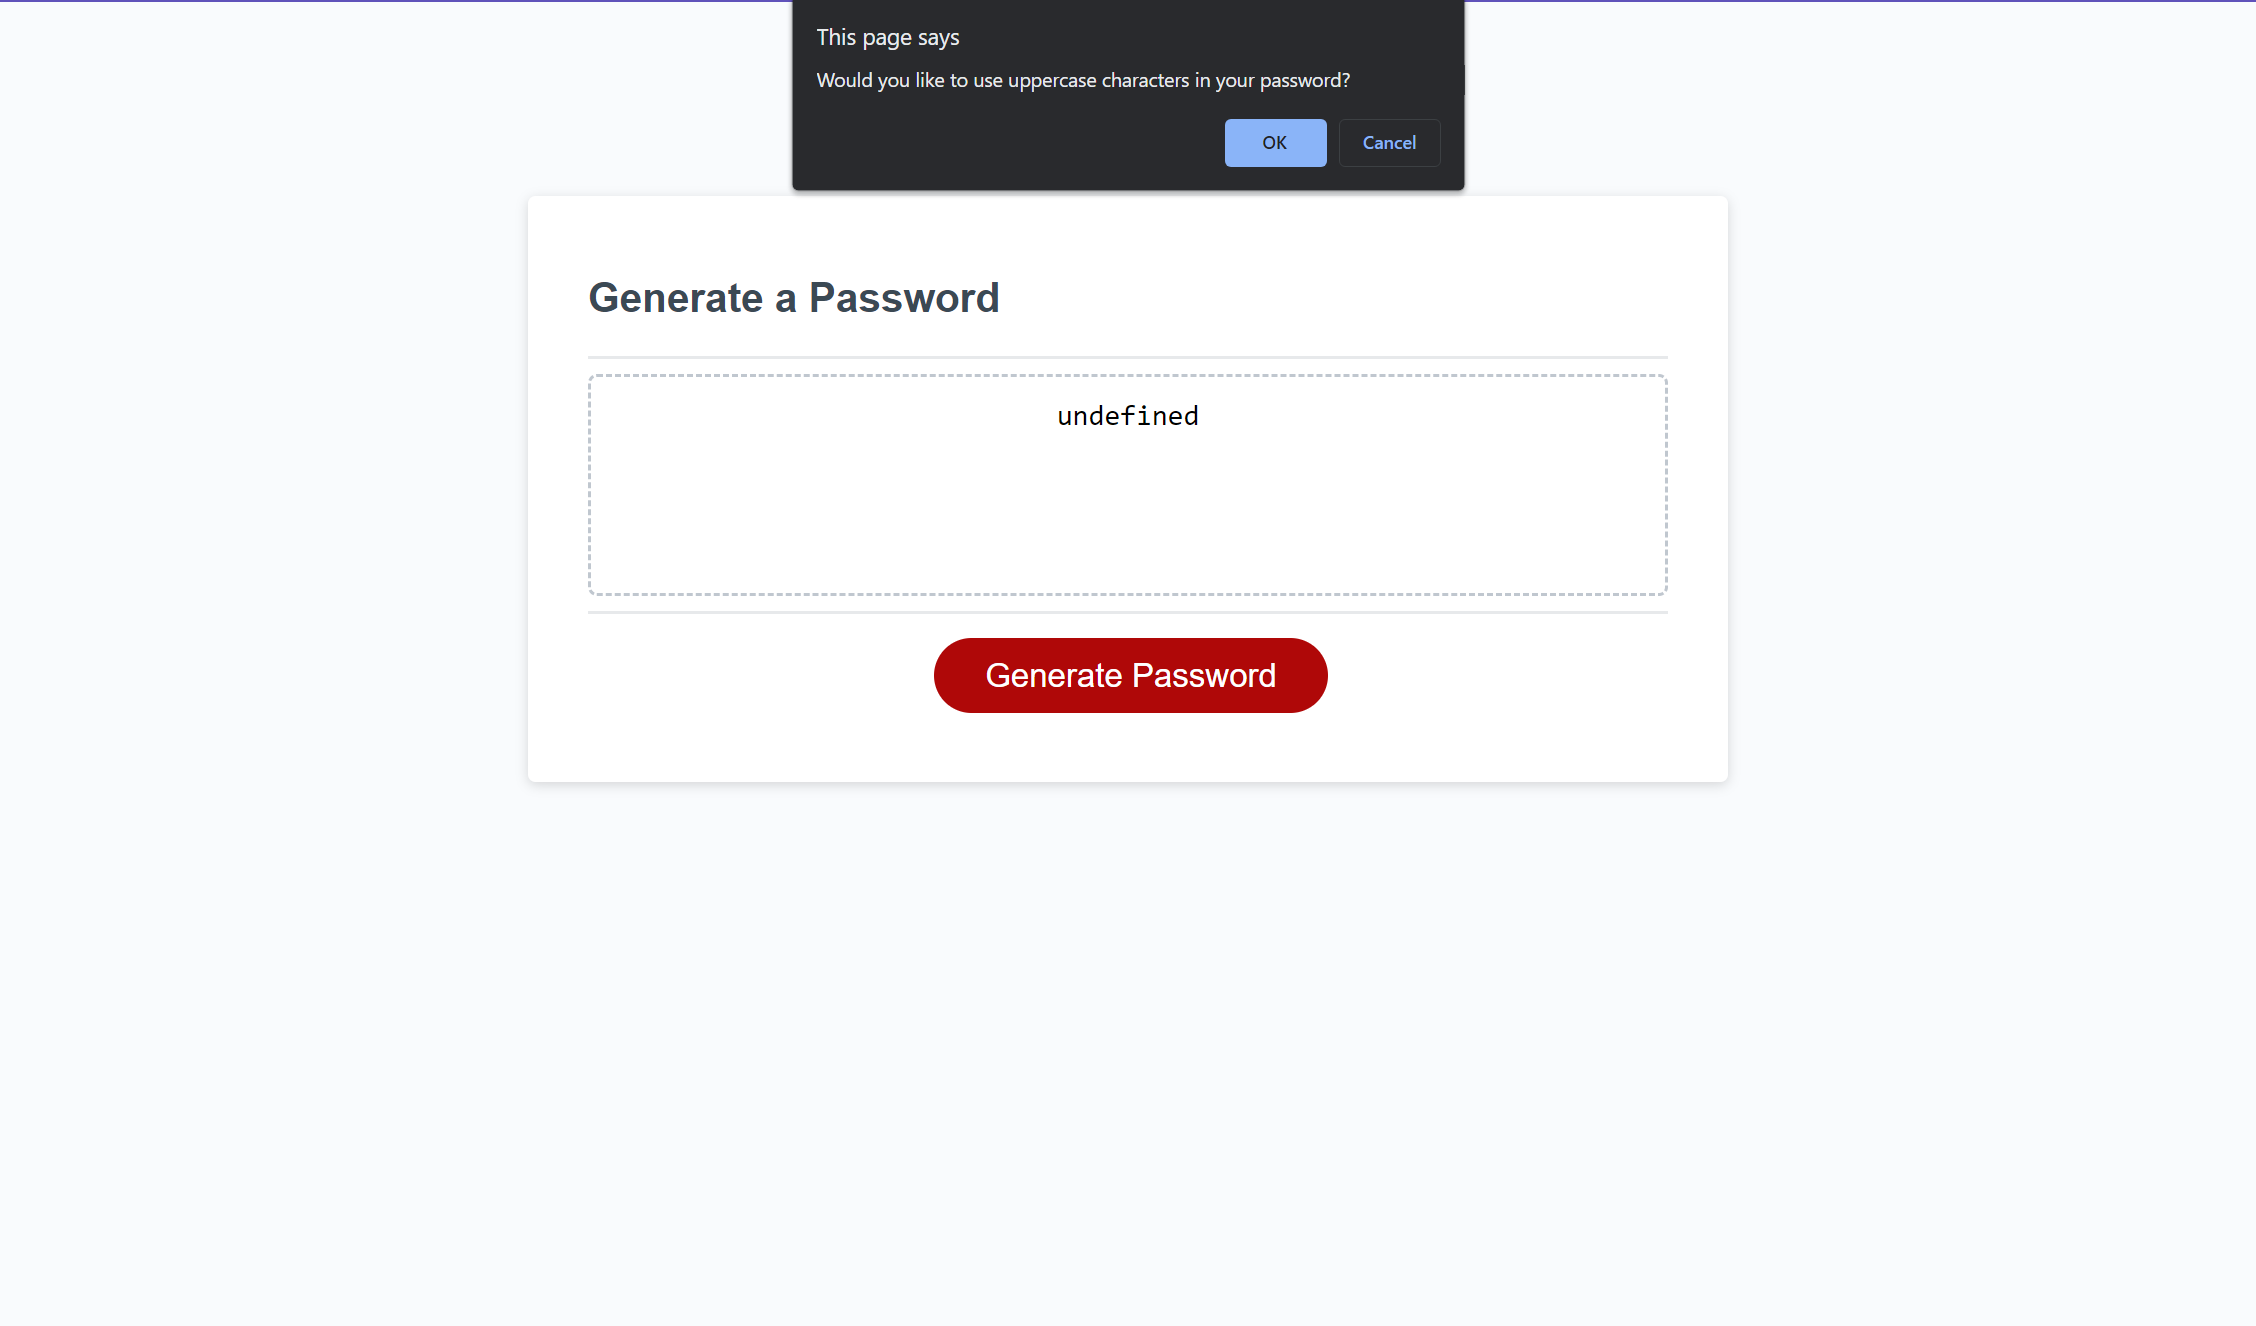 This page says
Would you like to use uppercase characters in your password?
OK Cancel
Generate a Password
undefined
Generate Password